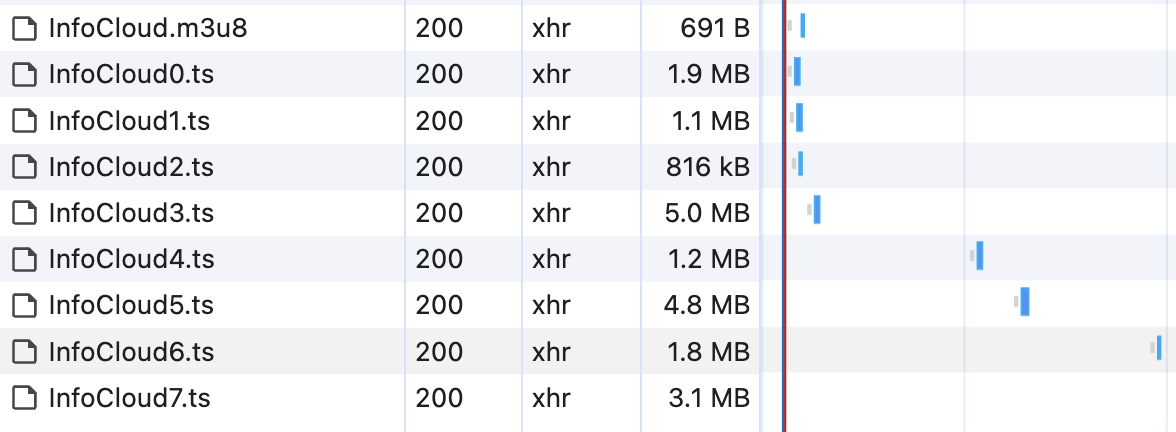 InfoCloud.m3u8 200 xhr 691 B
InfoCloud0.ts 200 xhr 1.9 MB
InfoCloud1.ts 200 xhr 1.1 MB
InfoCloud2.ts 200 xhr 816 kB
InfoCloud3.ts 200 xhr 5.0 MB
InfoCloud4.ts 200 xhr 1.2 MB
InfoCloud5.ts 200 xhr 4.8 MB
InfoCloud6.ts 200 xhr 1.8 MB
InfoCloud7.ts 200 xhr 3.1 MB